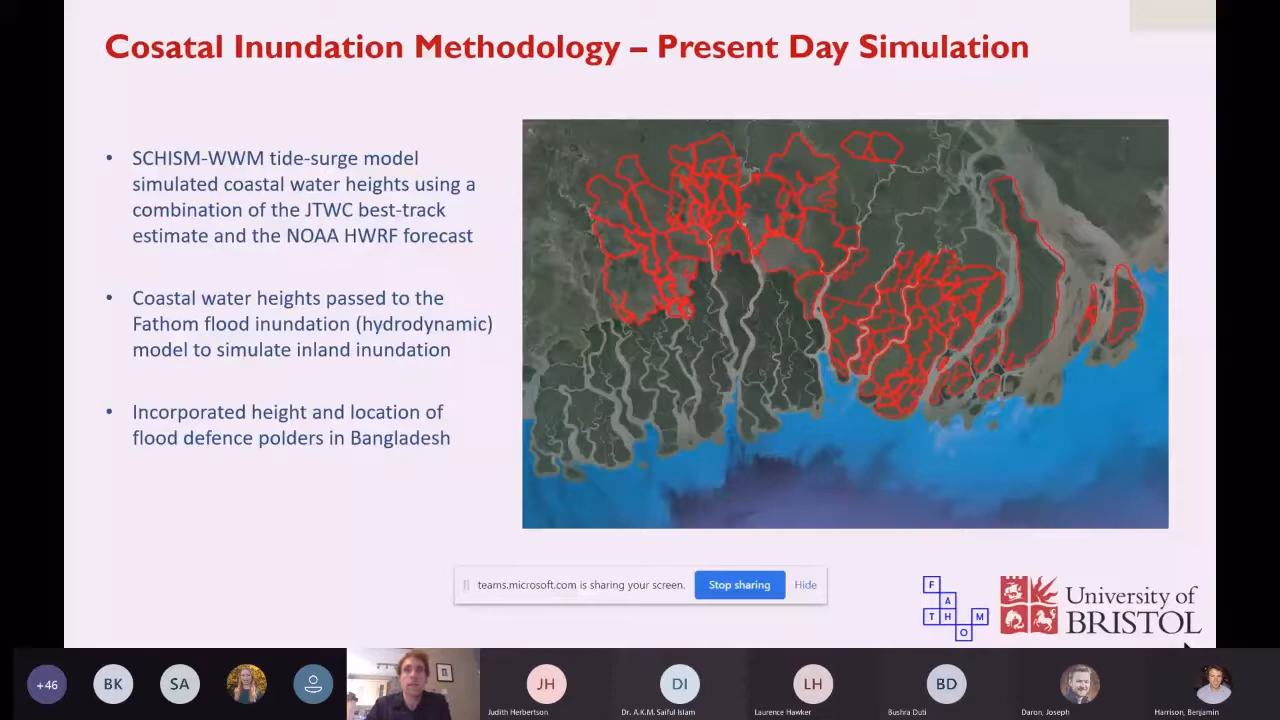 Cosatal Inundation Methodology – Present Day Simulation
• SCHISM-WWM tide-surge model
simulated coastal water heights using a
combination of the JTWC best-track
estimate and the NOAA HWRF forecast
• Coastal water heights passed to the
Fathom flood inundation (hydrodynamic)
model to simulate inland inundation
• Incorporated height and location of
flood defence polders in Bangladesh
teams.microsoft.com is sharing your screen.
Stop sharing
Hide
F
A
T H M
O
University of
BRISTOL
+46
BK
SA
JH
DI
LH
BD
Judith Herbertson
Dr. A.K.M. Saiful Islam
Laurence Hawker
Bushra Duti
Daron, Joseph
Harrison, Benjamin